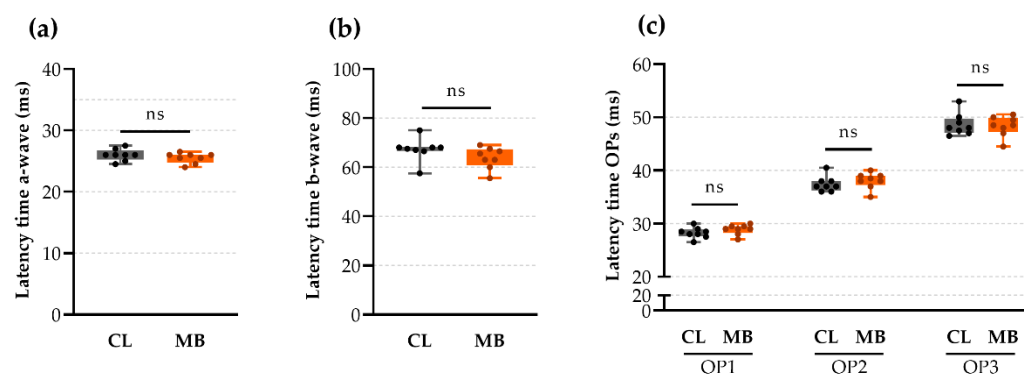 (a)
Latency time a-wave (ms)
40
30
20
10
0
ns
CL MB
(b)
Latency time b-wave (ms)
100
80
60
40
20
0
ns
CL MB
(c)
Latency time OPs (ms)
60
50
40
30
20
20
0
ns
ns
ns
CL MB CL MB CL MB
OP1 OP2 OP3